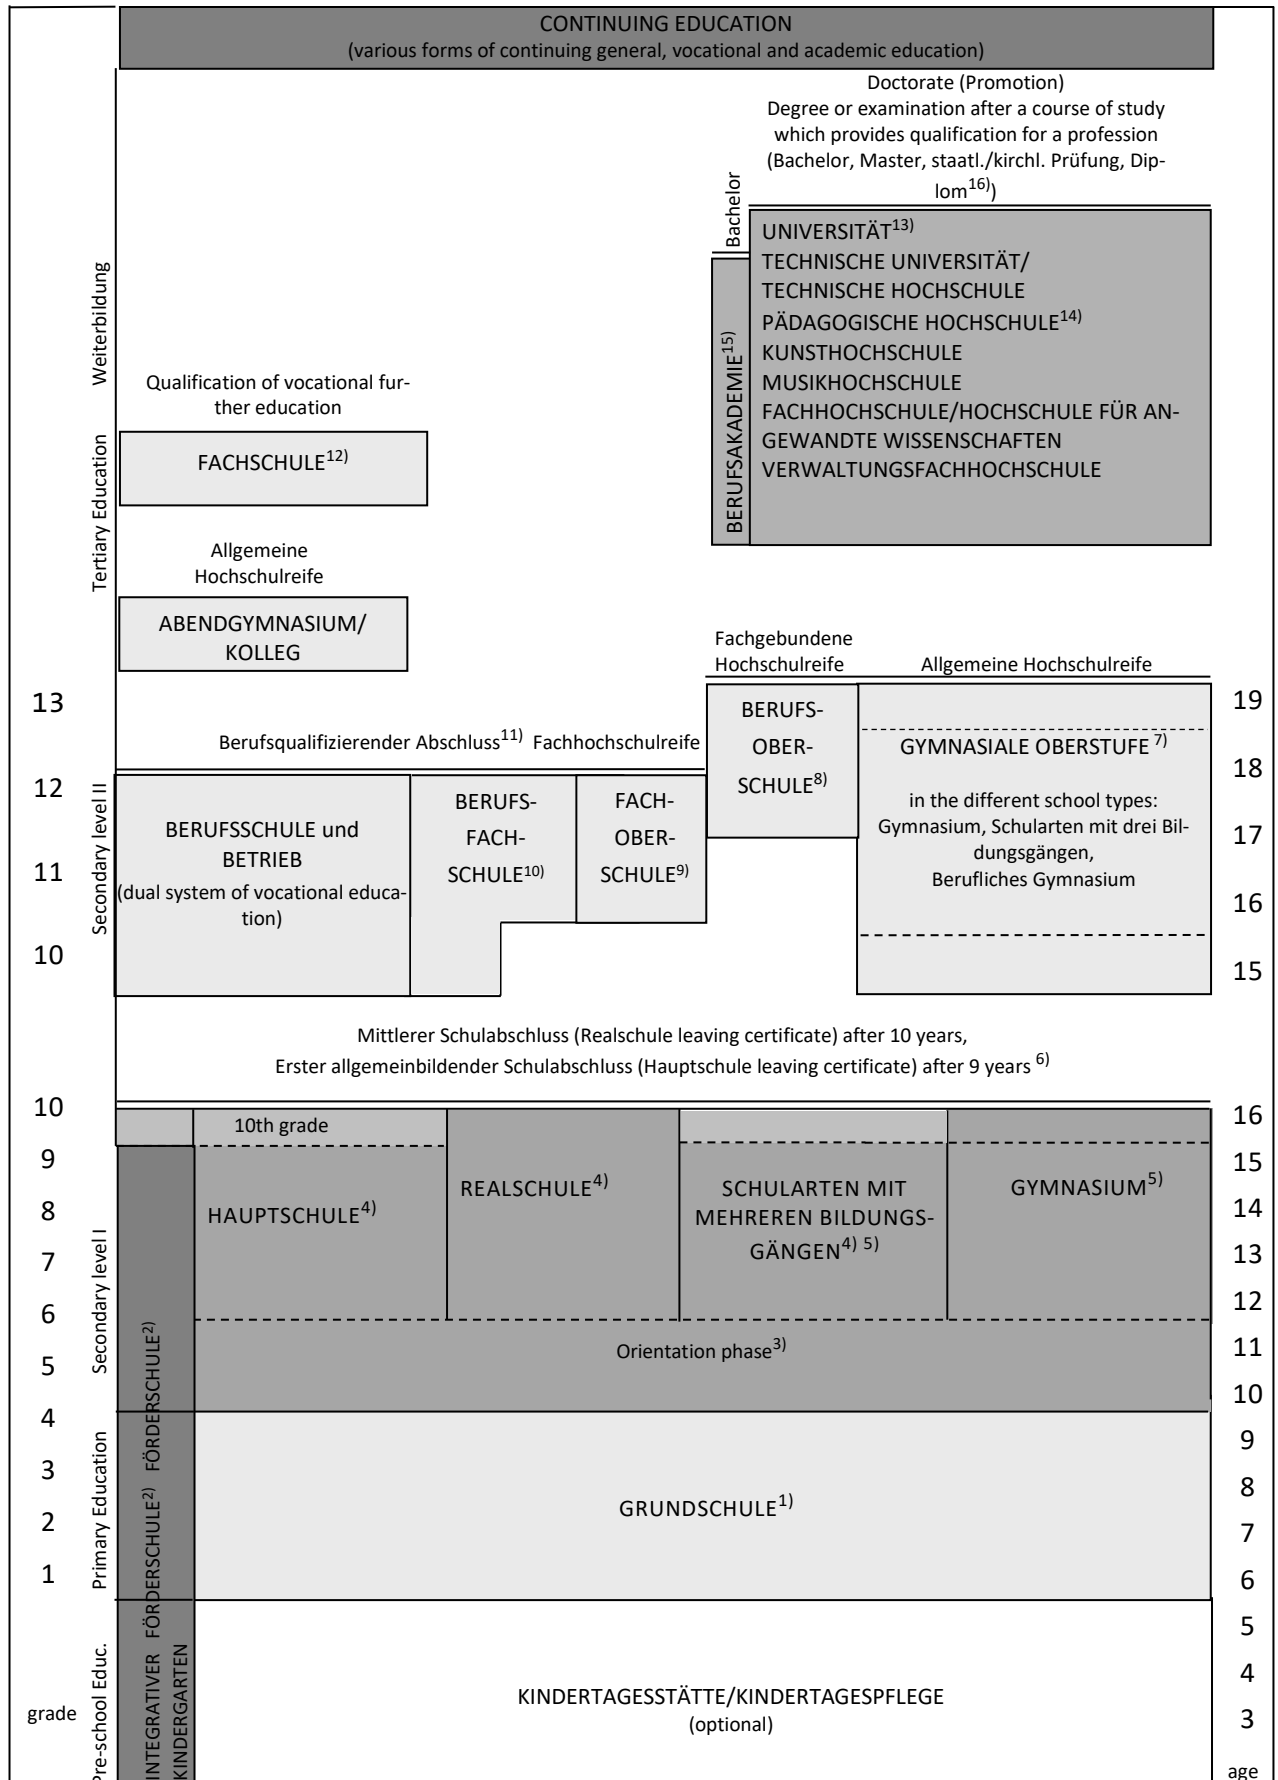 CONTINUING EDUCATION
(various forms of continuing general, vocational and academic education)
Doctorate (Promotion)
Degree or examination after a course of study
which provides qualification for a profession
(Bachelor, Master, staatl./kirchl. Prüfung, Dip-
lom16))
Weiterbildung
Bachelor
BERUFSAKADEMIE15)
UNIVERSITÄT13)
TECHNISCHE UNIVERSITÄT/
TECHNISCHE HOCHSCHULE
PÄDAGOGISCHE HOCHSCHULE14)
KUNSTHOCHSCHULE
MUSIKHOCHSCHULE
FACHHOCHSCHULE/HOCHSCHULE FÜR AN-
GEWANDTE WISSENSCHAFTEN
VERWALTUNGSFACHHOCHSCHULE
Qualification of vocational fur-
ther education
Tertiary Education
FACHSCHULE12)
Allgemeine
Hochschulreife
ABENDGYMNASIUM/
KOLLEG
Fachgebundene
Hochschulreife
Allgemeine Hochschulreife
13
12
11
10
Secondary level II
Berufsqualifizierender Abschluss11)
Fachhochschulreife
BERUFSSCHULE und
BETRIEB
(dual system of vocational educa-
tion)
BERUFS-
FACH-
SCHULE10)
FACH-
OBER-
SCHULE9)
BERUFS-
OBER-
SCHULE8)
GYMNASIALE OBERSTUFE 7)
in the different school types:
Gymnasium, Schularten mit drei Bil-
dungsgängen,
Berufliches Gymnasium
19
18
17
16
15
Mittlerer Schulabschluss (Realschule leaving certificate) after 10 years,
Erster allgemeinbildender Schulabschluss (Hauptschule leaving certificate) after 9 years 6)
10
9
8
7
6
5
4
3
2
1
grade
Secondary level I
Primary Education
Pre-school Educ.
FÖRDERSCHULE2)
FÖRDERSCHULE2)
INTEGRATIVER
KINDERGARTEN
10th grade
HAUPTSCHULE4)
REALSCHULE4)
SCHULARTEN MIT
MEHREREN BILDUNGS-
GÄNGEN4) 5)
GYMNASIUM5)
Orientation phase3)
GRUNDSCHULE1)
KINDERTAGESSTÄTTE/KINDERTAGESPFLEGE
(optional)
16
15
14
13
12
11
10
9
8
7
6
5
4
3
age